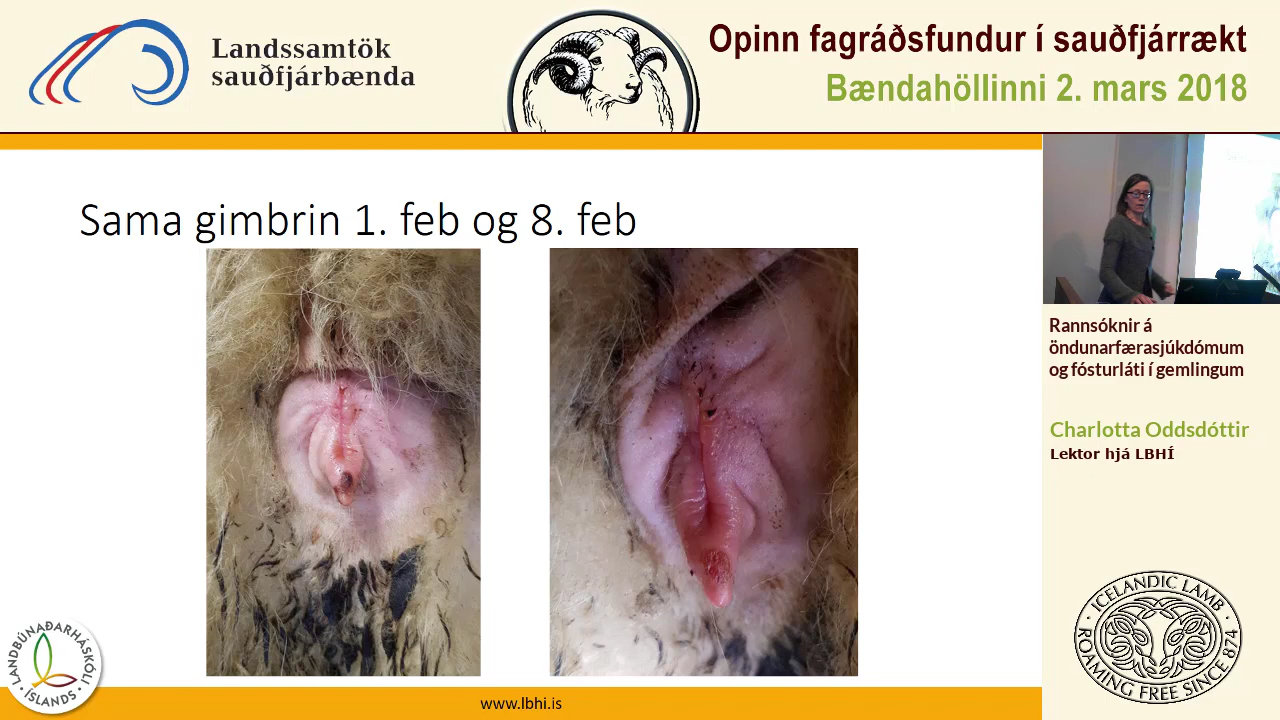 Landssamtök
sauðfjárbænda
Opinn fagráðsfundur í sauðfjárrækt
Bændahöllinni 2. mars 2018
Sama gimbrin 1. feb og 8. feb
Rannsóknir á
öndunarfærasjúkdómum
og fósturláti í gemlingum
Charlotta Oddsdóttir
Lektor hjá LBHÍ
LANDBÚNAÐARHÁSKÓLI
ÍSLANDS
www.lbhi.is
ICELANDIC LAMB
ROAMING FREE SINCE 874